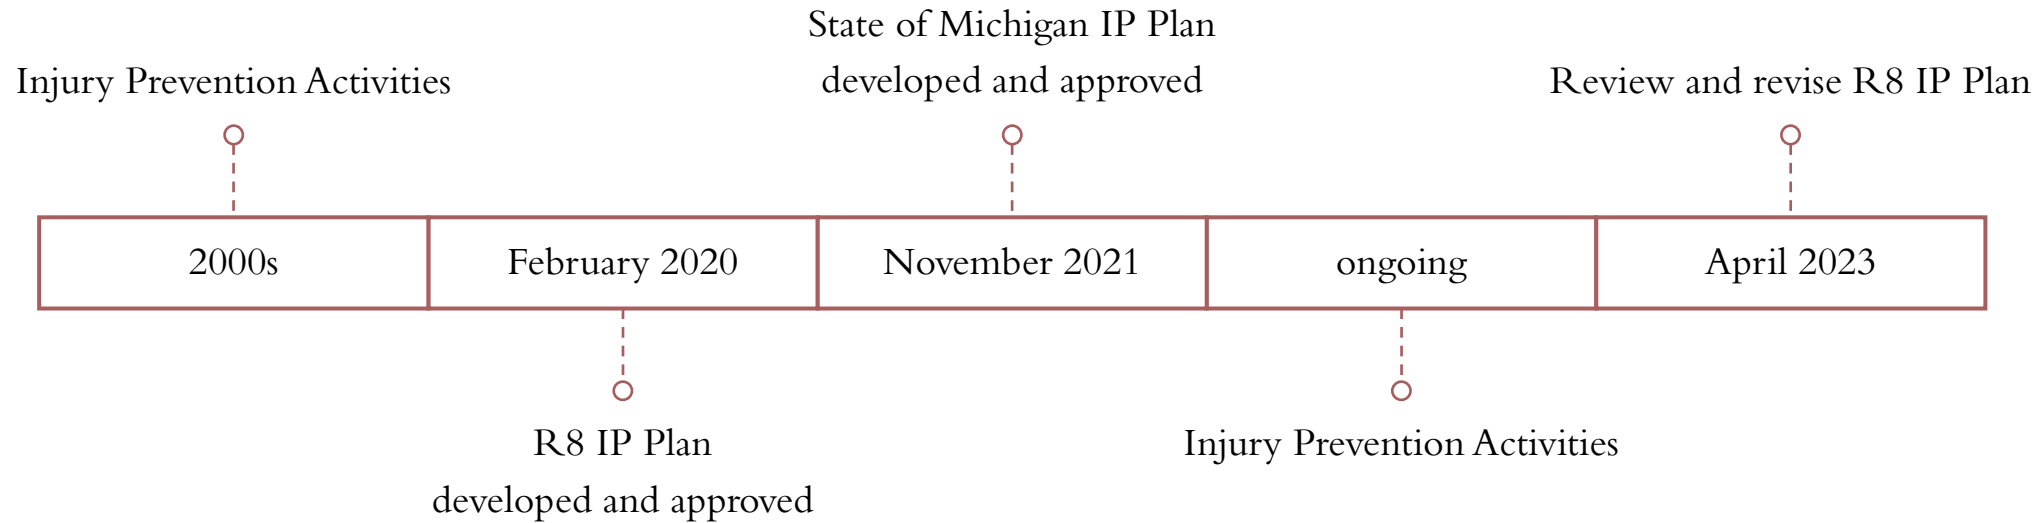 State of Michigan IP Plan
developed and approved
Injury Prevention Activities
Review and revise R8 IP Plan
2000s
February 2020
November 2021
ongoing
April 2023
R8 IP Plan
developed and approved
Injury Prevention Activities